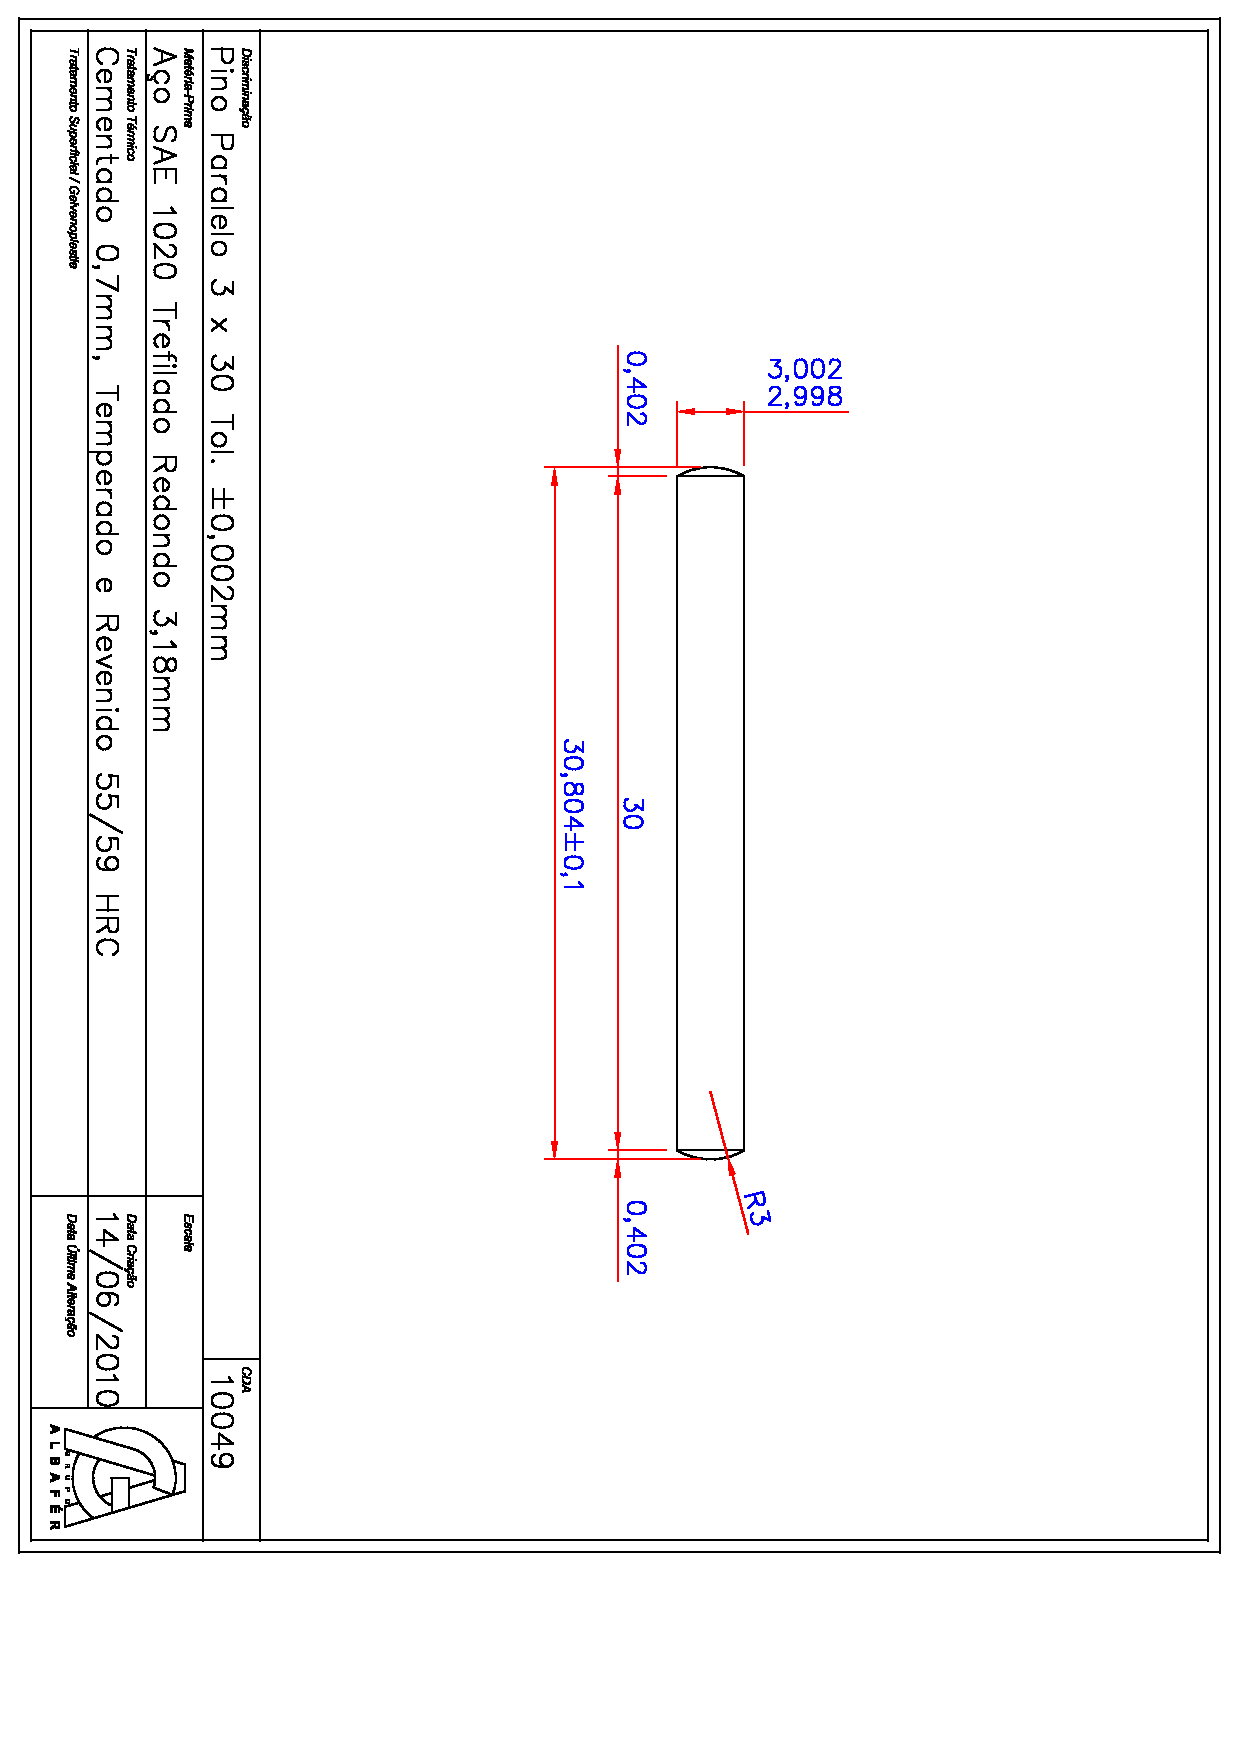 3,002
2,998
0,402
30
30,804±0,1
R3
0,402
Discriminação
Pino Paralelo 3 x 30 Tol. ±0,002mm
CDA
10049
Matéria-Prima
Aço SAE 1020 Trefilado Redondo 3,18mm
Escala
Tratamento Térmico
Cementado 0,7mm, Temperado e Revenido 55/59 HRC
Data Criação
14/06/2010
Tratamento Superficial / Galvanoplastia
Data Última Alteração
GRUPO
ALBAFÉR